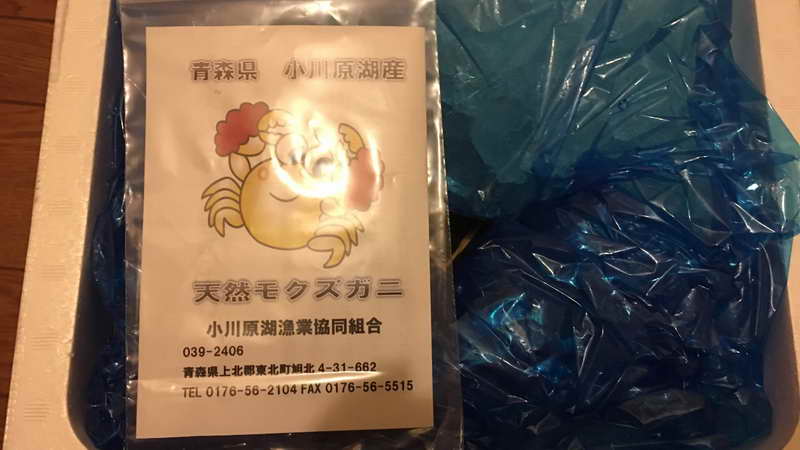 青森県　小川原湖産
天然モクズガニ
小川原湖漁業協同組合
039-2406
青森県上北郡東北町旭北 4-31-662
TEL 0176-56-2104 FAX 0176-56-5515